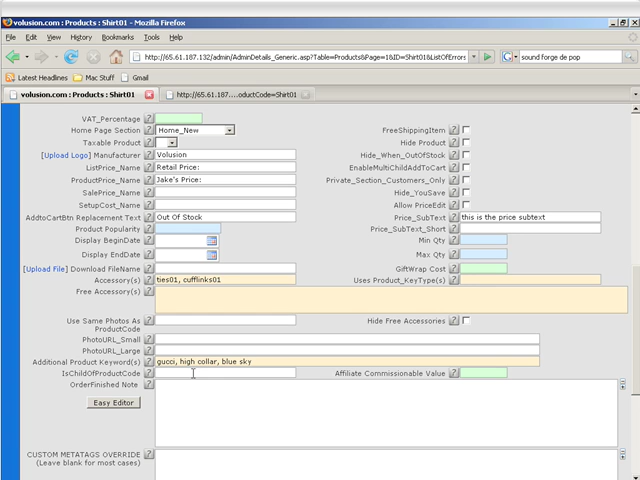 volusion.com : Products : Shirt01 - Mozilla Firefox
File Edit View History Bookmarks Tools Help
http://65.61.187.132/admin/AdminDetails_Generic.asp?Table=Products&Page=1&ID=Shirt01&ListOfErrors
sound forge de pop
Latest Headlines Mac Stuff Gmail
volusion.com : Products : Shirt01 http://65.61.187....oductCode=Shirt01
VAT_Percentage
Home Page Section Home_New FreeShippingItem
Taxable Product Hide Product
[Upload Logo] Manufacturer Volusion Hide_When_OutOfStock
ListPrice_Name Retail Price: EnableMultiChildAddToCart
ProductPrice_Name Jake's Price: Private_Section_Customers_Only
SalePrice_Name Hide_YouSave
SetupCost_Name Allow PriceEdit
AddtoCartBtn Replacement Text Out Of Stock Price_SubText this is the price subtext
Product Popularity Price_SubText_Short
Display BeginDate Min Qty
Display EndDate Max Qty
[Upload File] Download FileName GiftWrap Cost
Accessory(s) ties01, cufflinks01 Uses Product_KeyType(s)
Free Accessory(s)
Use Same Photos As ProductCode Hide Free Accessories
PhotoURL_Small
PhotoURL_Large
Additional Product Keyword(s) gucci, high collar, blue sky
IsChildOfProductCode Affiliate Commissionable Value
OrderFinished Note
Easy Editor
CUSTOM METATAGS OVERRIDE
(Leave blank for most cases)